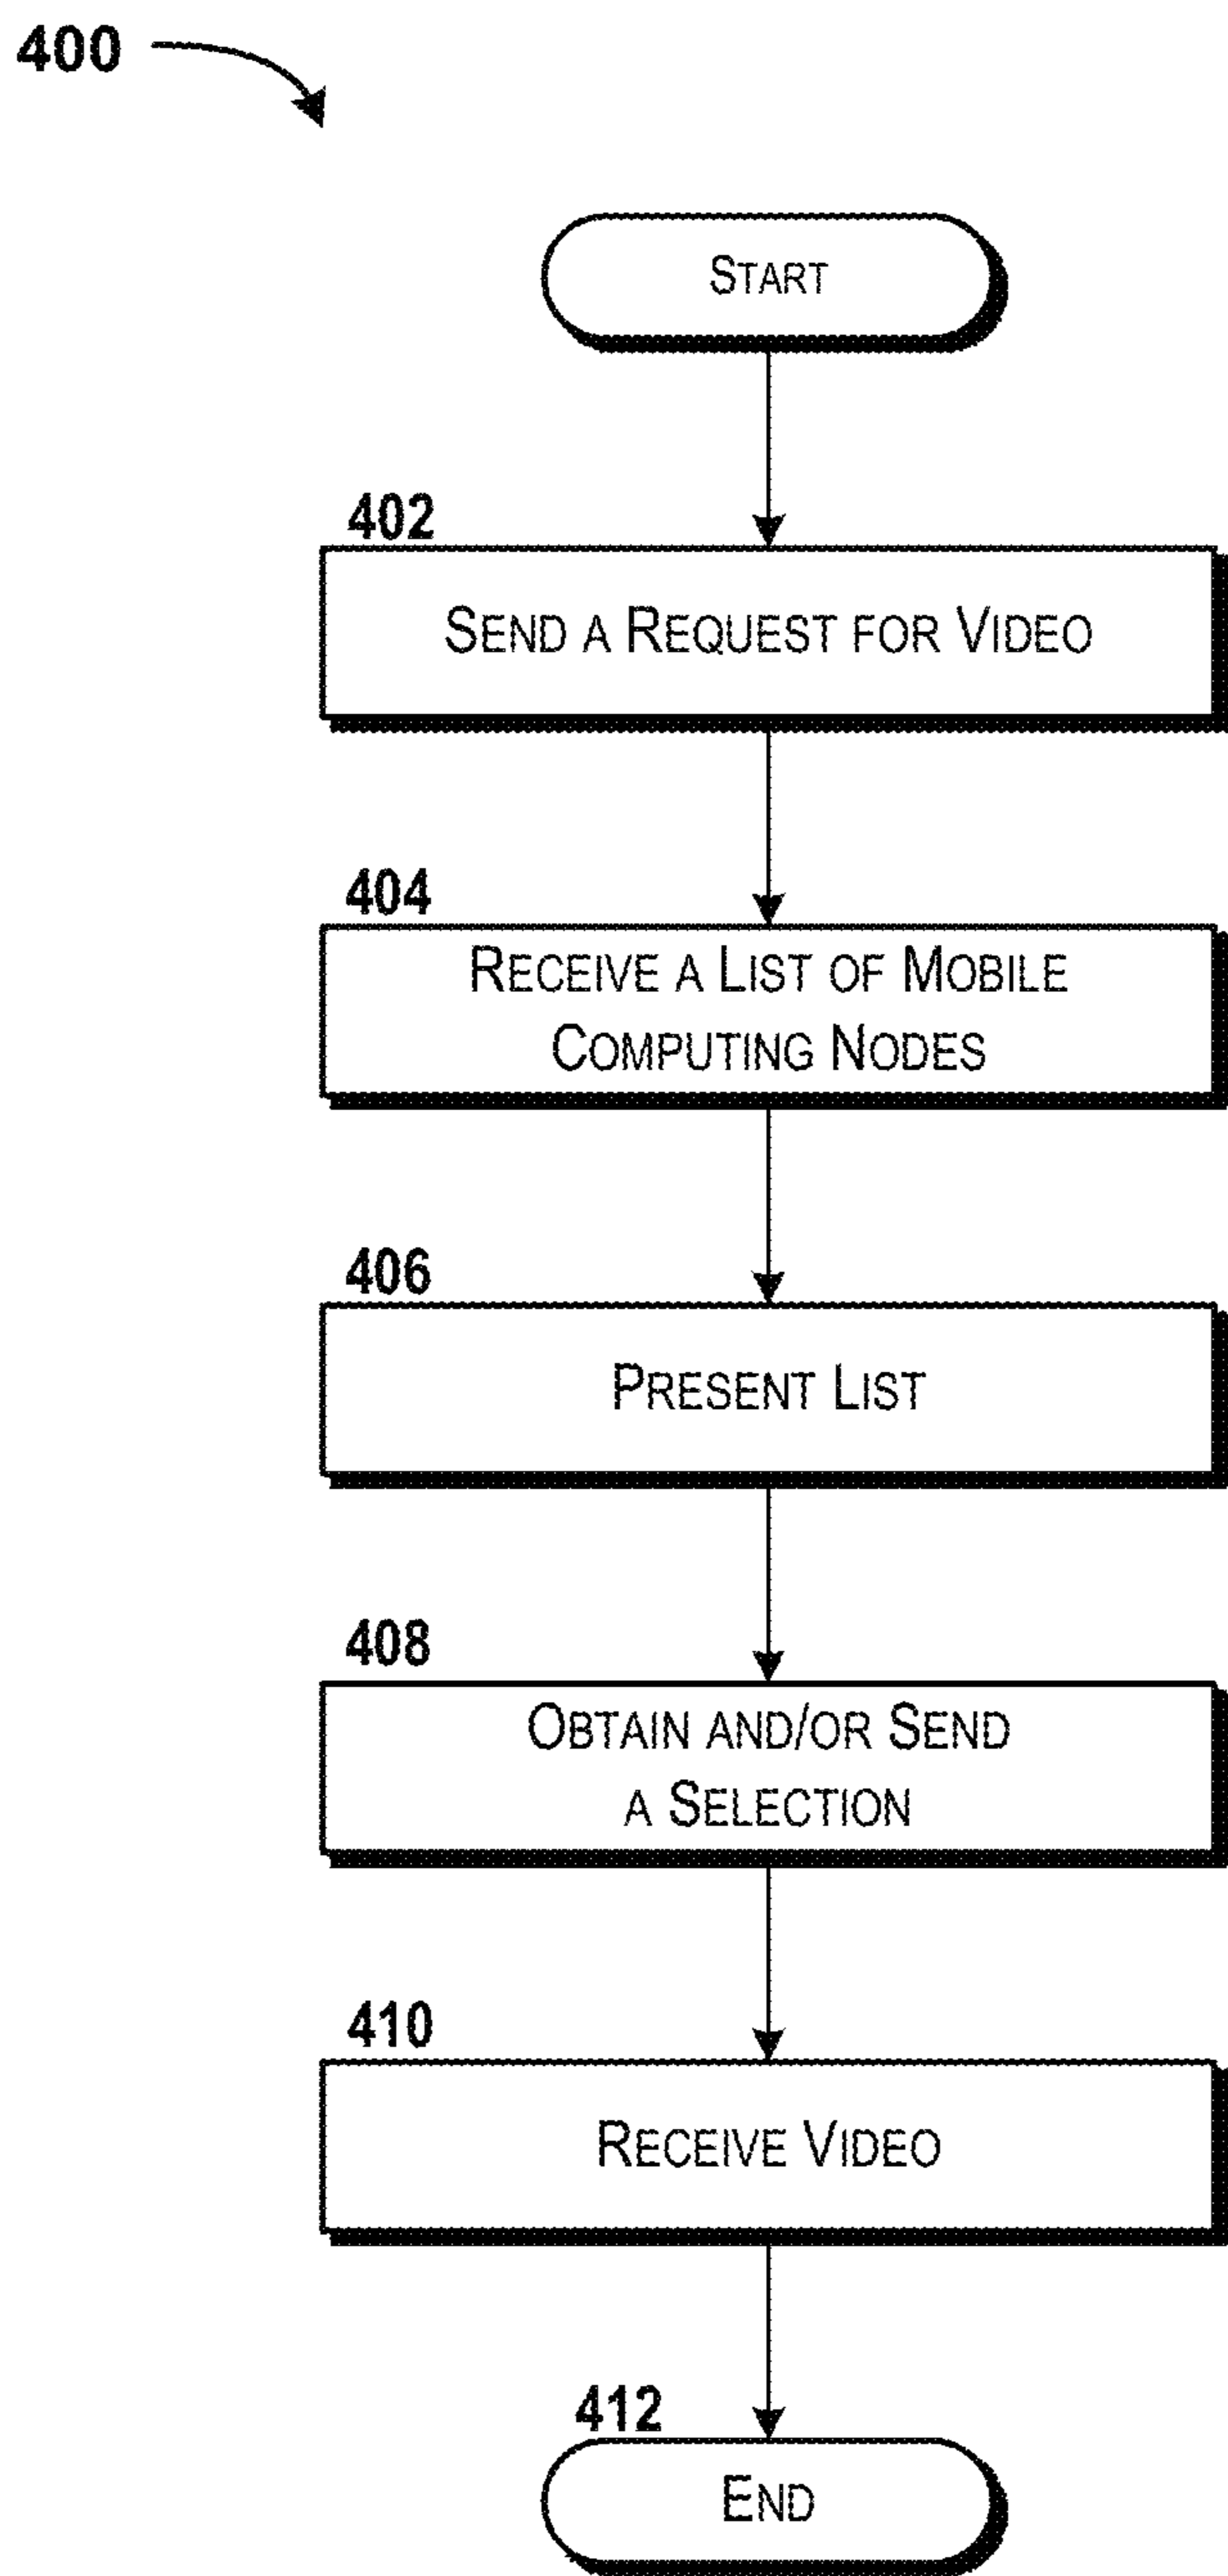 400
START
402
SEND A REQUEST FOR VIDEO
404
RECEIVE A LIST OF MOBILE
COMPUTING NODES
406
PRESENT LIST
408
OBTAIN AND/OR SEND
A SELECTION
410
RECEIVE VIDEO
412
END